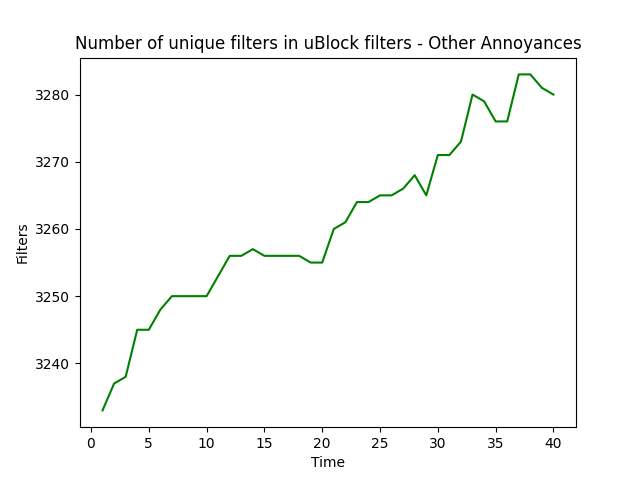 Number of unique filters in uBlock filters - Other Annoyances
3280
3270
3260
3250
3240
Filters
0 5 10 15 20 25 30 35 40
Time